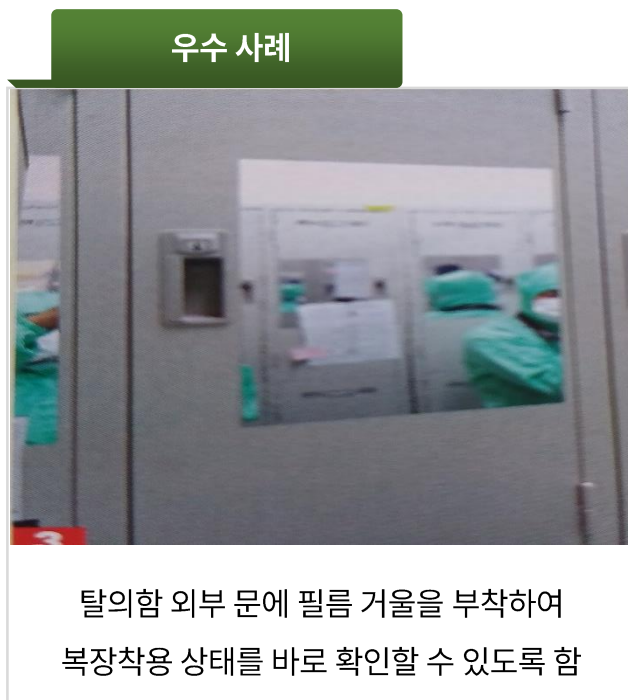 우수 사례
3
탈의함 외부 문에 필름 거울을 부착하여
복장착용 상태를 바로 확인할 수 있도록 함